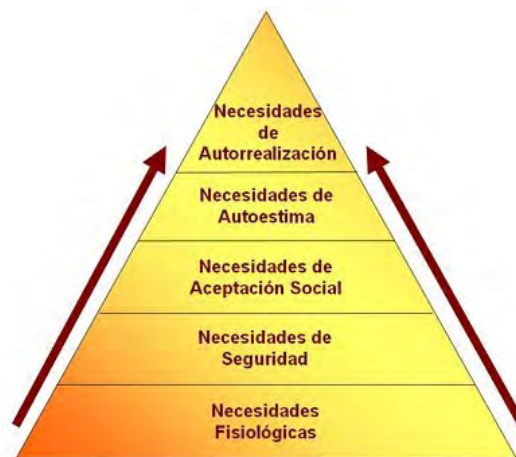 Necesidades
de
Autorrealización
Necesidades de
Autoestima
Necesidades de
Aceptación Social
Necesidades de
Seguridad
Necesidades
Fisiológicas